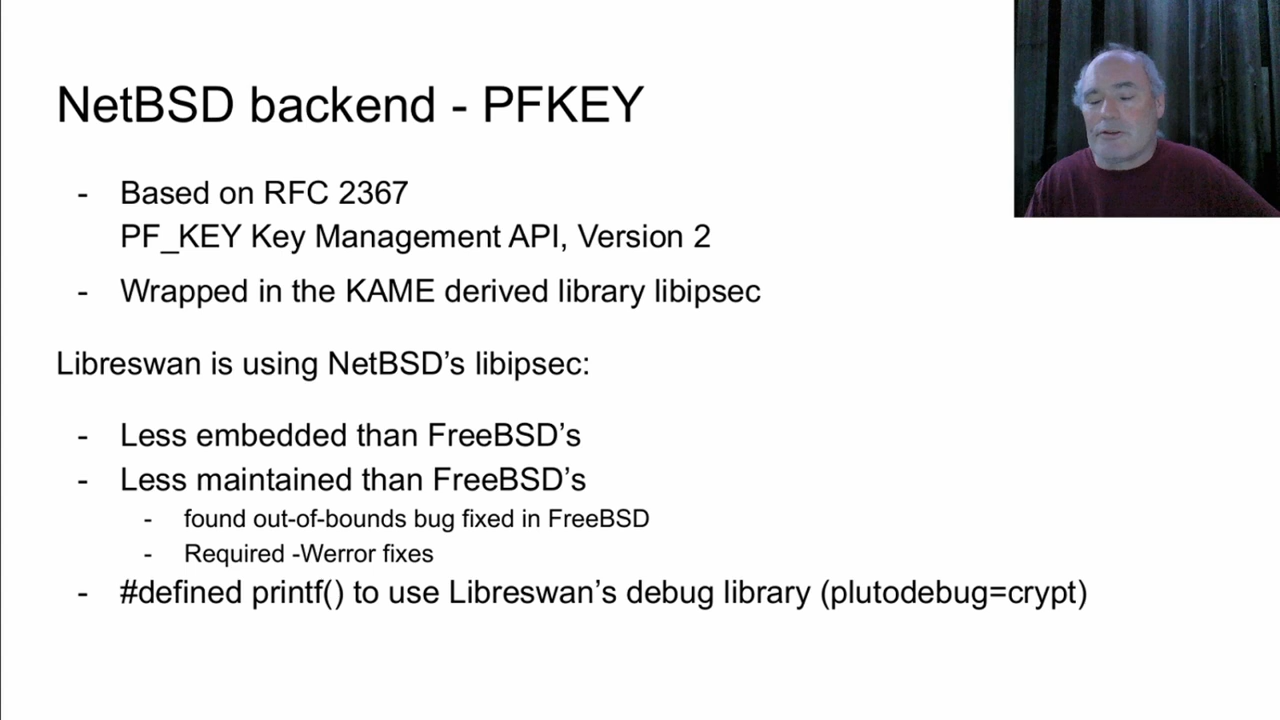 NetBSD backend - PFKEY
- Based on RFC 2367
PF_KEY Key Management API, Version 2
- Wrapped in the KAME derived library libipsec
Libreswan is using NetBSD’s libipsec:
- Less embedded than FreeBSD’s
- Less maintained than FreeBSD’s
- found out-of-bounds bug fixed in FreeBSD
- Required -Werror fixes
- #defined printf() to use Libreswan’s debug library (plutodebug=crypt)